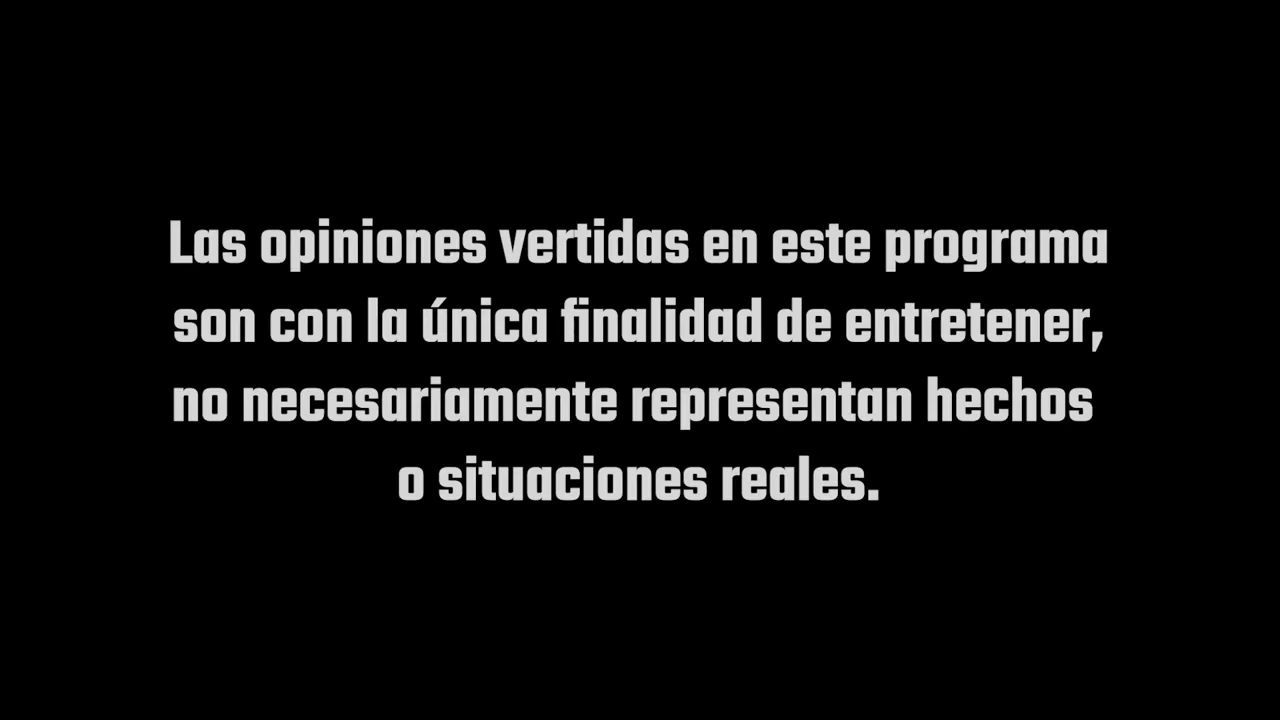 Las opiniones vertidas en este programa
son con la única finalidad de entretener,
no necesariamente representan hechos
o situaciones reales.